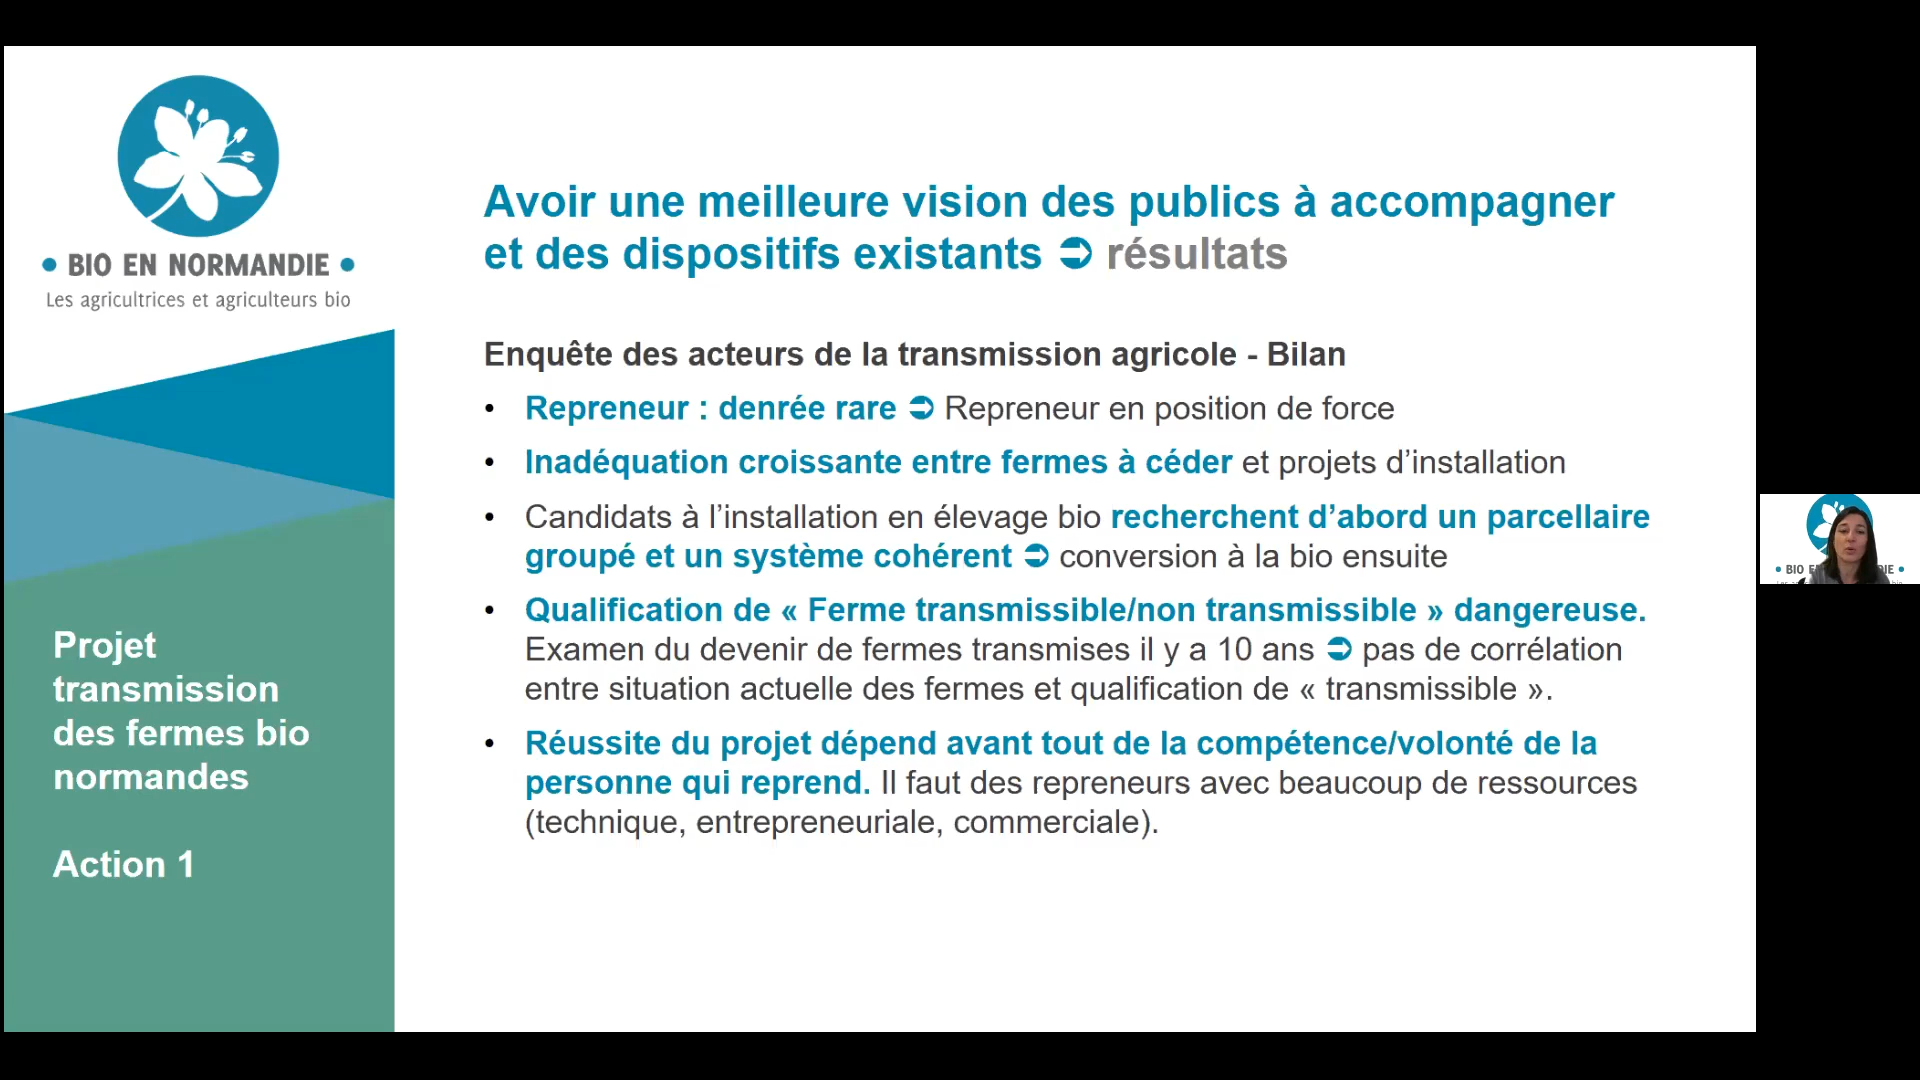 BIO EN NORMANDIE
Les agricultrices et agriculteurs bio
Avoir une meilleure vision des publics à accompagner
et des dispositifs existants ➲ résultats
Enquête des acteurs de la transmission agricole - Bilan
• Repreneur : denrée rare ➲ Repreneur en position de force
• Inadéquation croissante entre fermes à céder et projets d’installation
• Candidats à l’installation en élevage bio recherchent d’abord un parcellaire
groupé et un système cohérent ➲ conversion à la bio ensuite
• Qualification de « Ferme transmissible/non transmissible » dangereuse.
Examen du devenir de fermes transmises il y a 10 ans ➲ pas de corrélation
entre situation actuelle des fermes et qualification de « transmissible ».
• Réussite du projet dépend avant tout de la compétence/volonté de la
personne qui reprend. Il faut des repreneurs avec beaucoup de ressources
(technique, entrepreneuriale, commerciale).
Projet
transmission
des fermes bio
normandes
Action 1
BIO